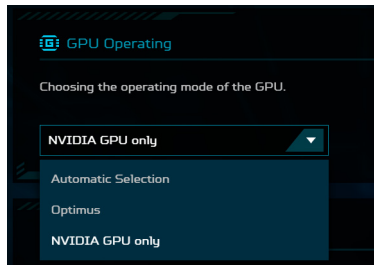 GPU Operating
Choosing the operating mode of the GPU.
NVIDIA GPU only
Automatic Selection
Optimus
NVIDIA GPU only